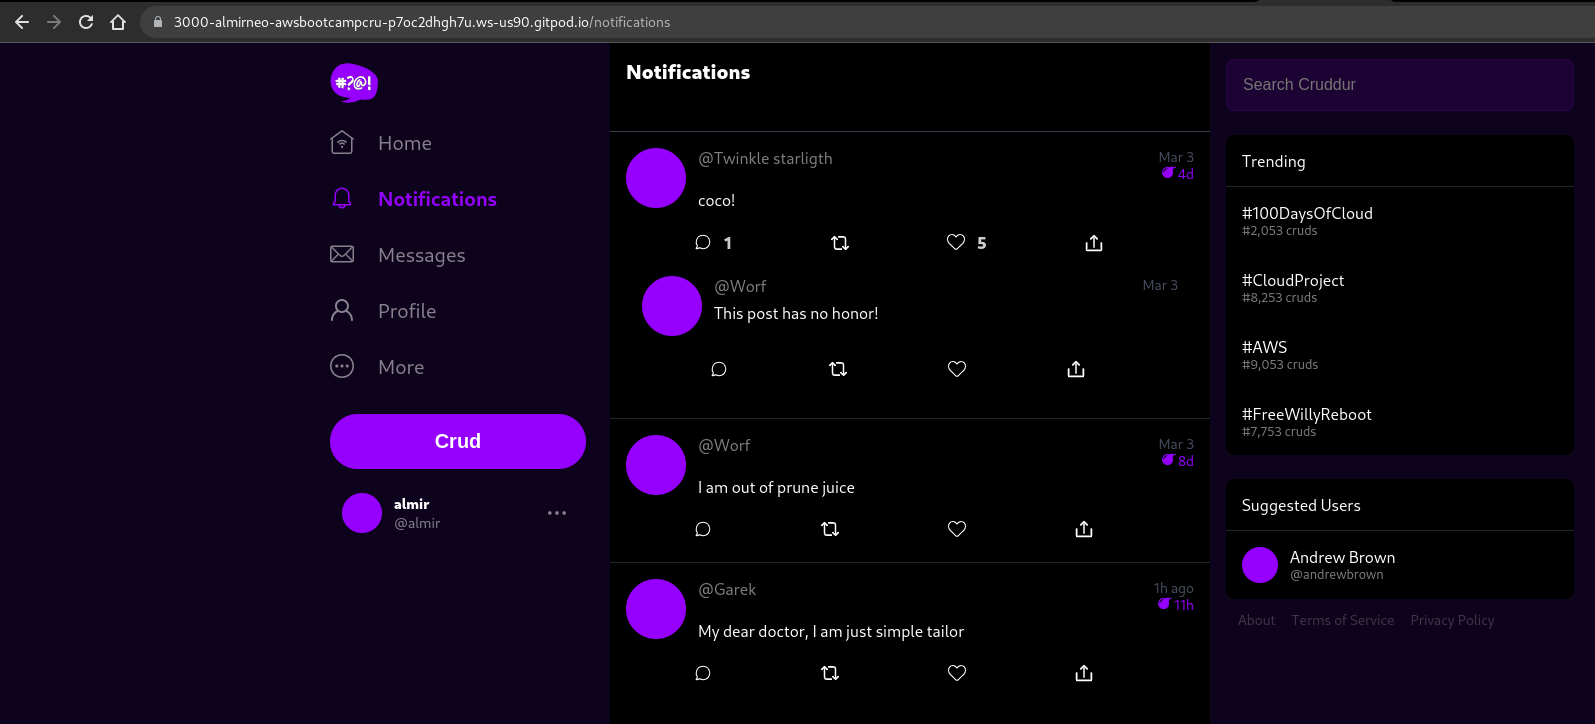 3000-almirneo-awsbootcampcru-p7oc2dhgh7u.ws-us90.gitpod.io/notifications
#?@!
Home
Notifications
Messages
Profile
More
Crud
almir
@almir
Notifications
@Twinkle starligth
Mar 3
4d
coco!
1
5
@Worf
Mar 3
This post has no honor!
@Worf
Mar 3
8d
I am out of prune juice
@Garek
1h ago
11h
My dear doctor, I am just simple tailor
Search Cruddur
Trending
#100DaysOfCloud
#2,053 cruds
#CloudProject
#8,253 cruds
#AWS
#9,053 cruds
#FreeWillyReboot
#7,753 cruds
Suggested Users
Andrew Brown
@andrewbrown
About Terms of Service Privacy Policy